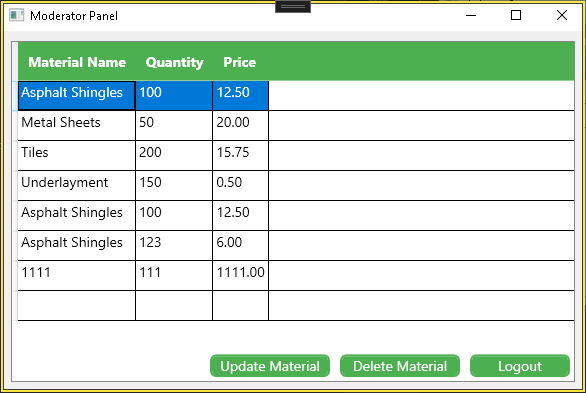 Moderator Panel
Material Name Quantity Price
Asphalt Shingles 100 12.50
Metal Sheets 50 20.00
Tiles 200 15.75
Underlayment 150 0.50
Asphalt Shingles 100 12.50
Asphalt Shingles 123 6.00
1111 111 1111.00
Update Material Delete Material Logout